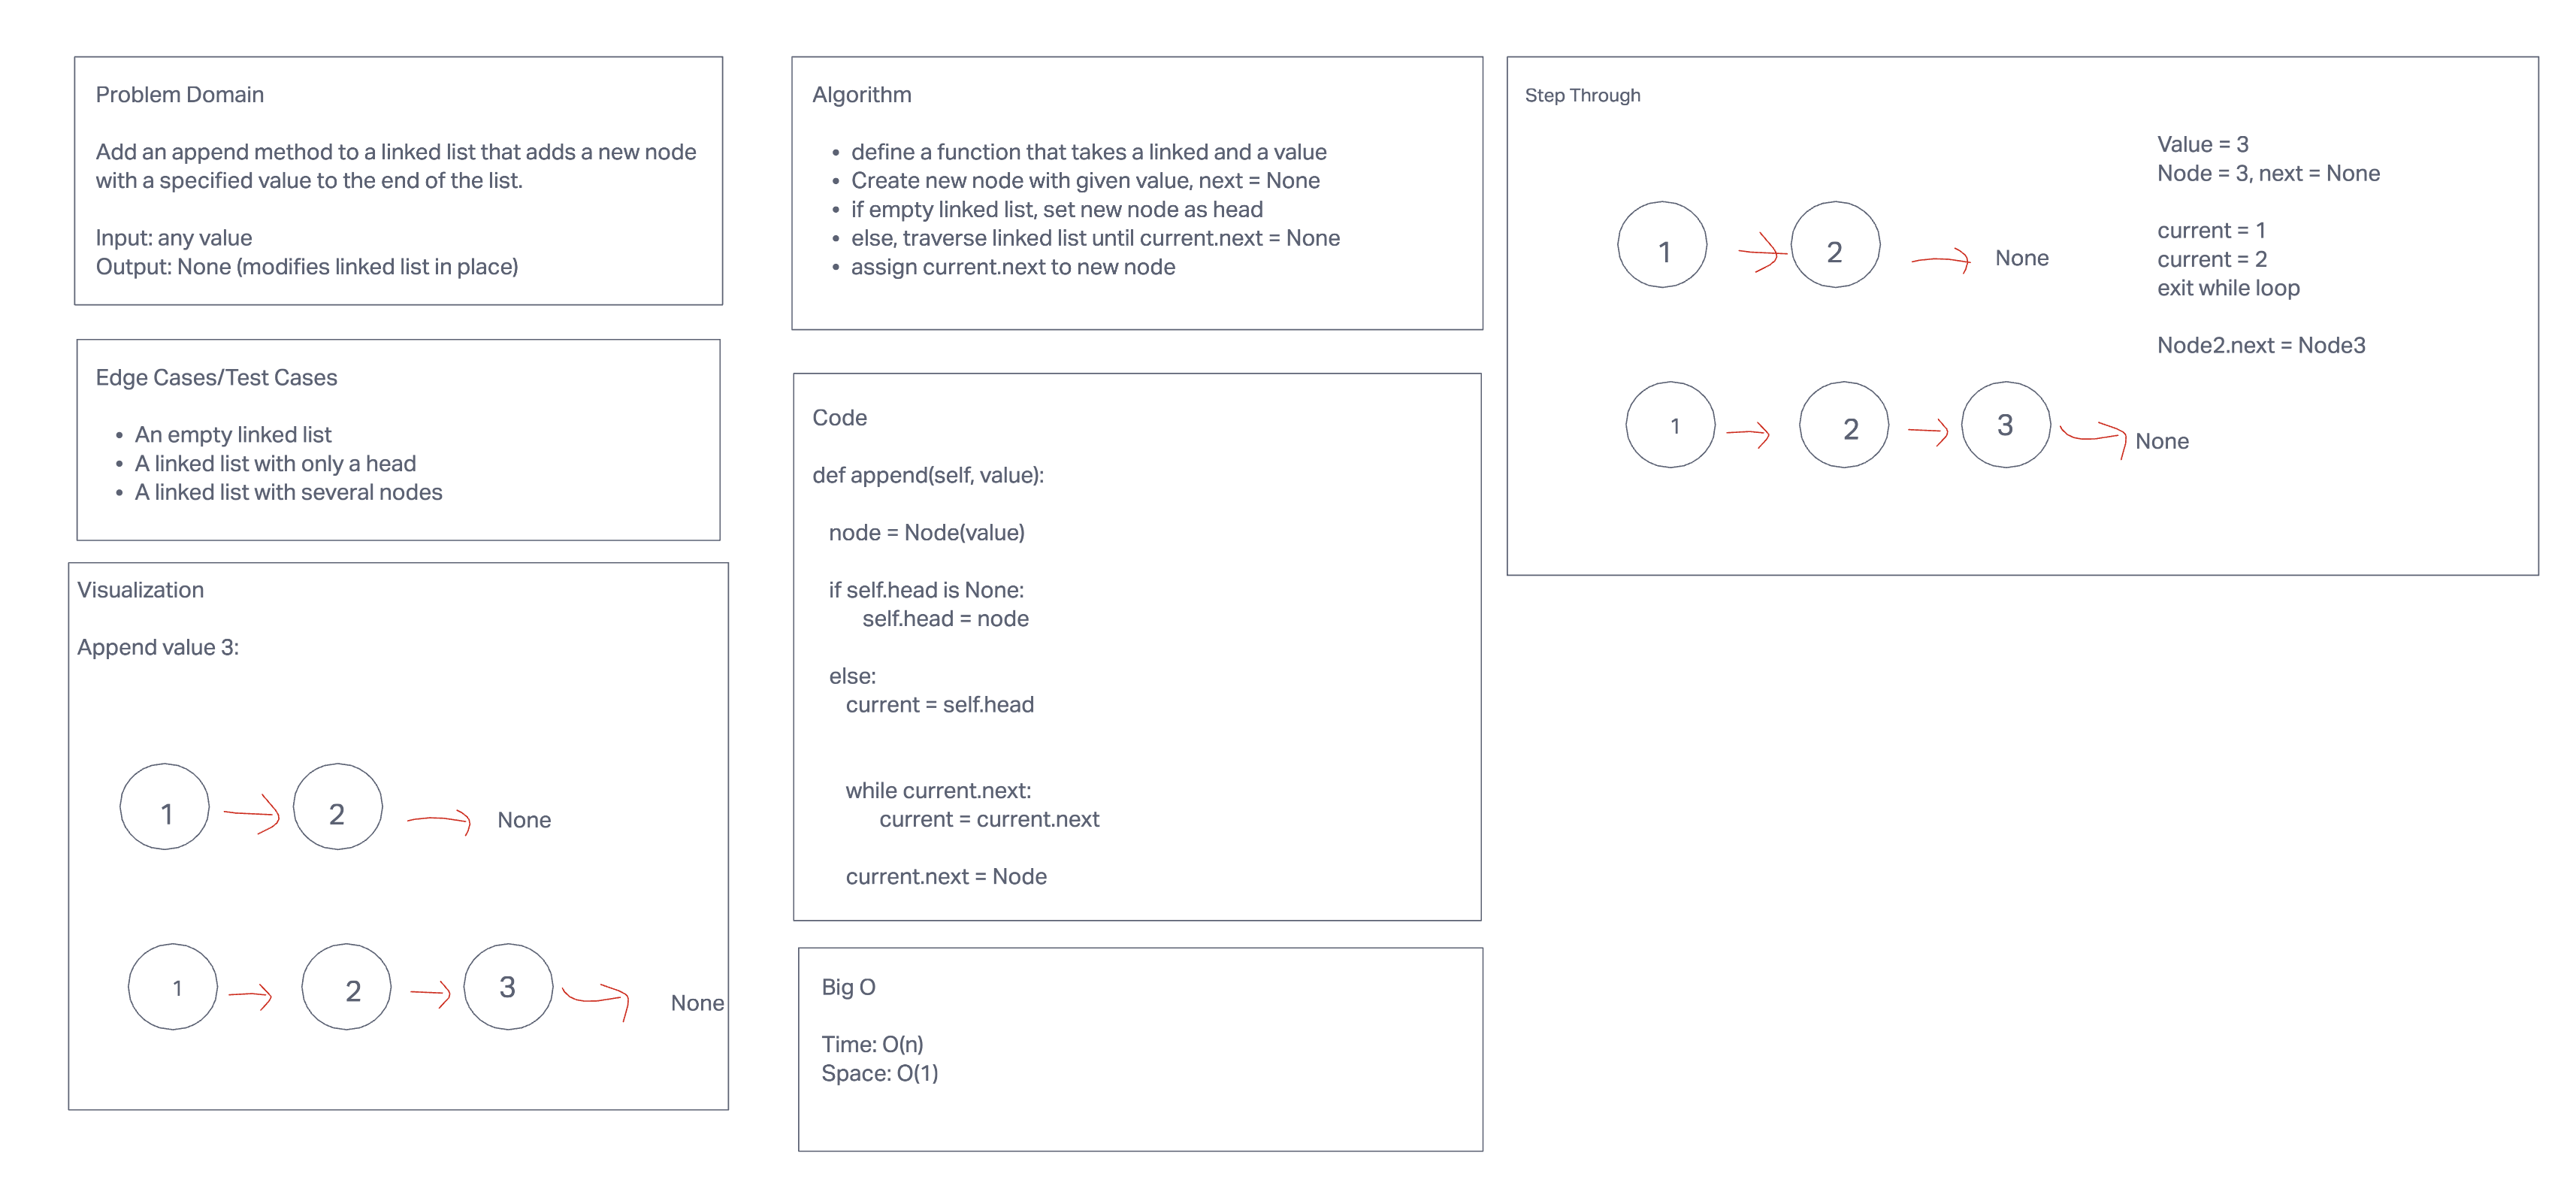 Problem Domain
Add an append method to a linked list that adds a new node
with a specified value to the end of the list.
Input: any value
Output: None (modifies linked list in place)
Edge Cases/Test Cases
• An empty linked list
• A linked list with only a head
• A linked list with several nodes
Visualization
Append value 3:
1 2 None
1 2 3 None
Algorithm
• define a function that takes a linked and a value
• Create new node with given value, next = None
• if empty linked list, set new node as head
• else, traverse linked list until current.next = None
• assign current.next to new node
Code
def append(self, value):
node = Node(value)
if self.head is None:
self.head = node
else:
current = self.head
while current.next:
current = current.next
current.next = Node
Big O
Time: O(n)
Space: O(1)
Step Through
1 2 None
1 2 3 None
Value = 3
Node = 3, next = None
current = 1
current = 2
exit while loop
Node2.next = Node3